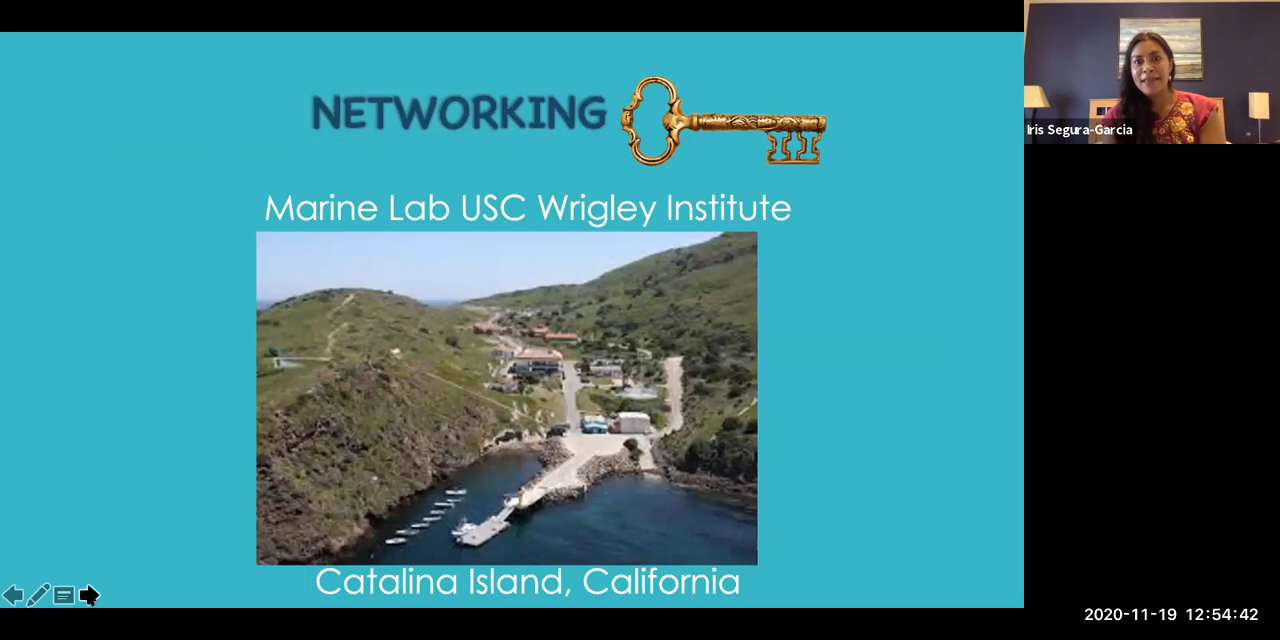 NETWORKING
Marine Lab USC Wrigley Institute
Catalina Island, California
Iris Segura-Garcia
2020-11-19 12:54:42